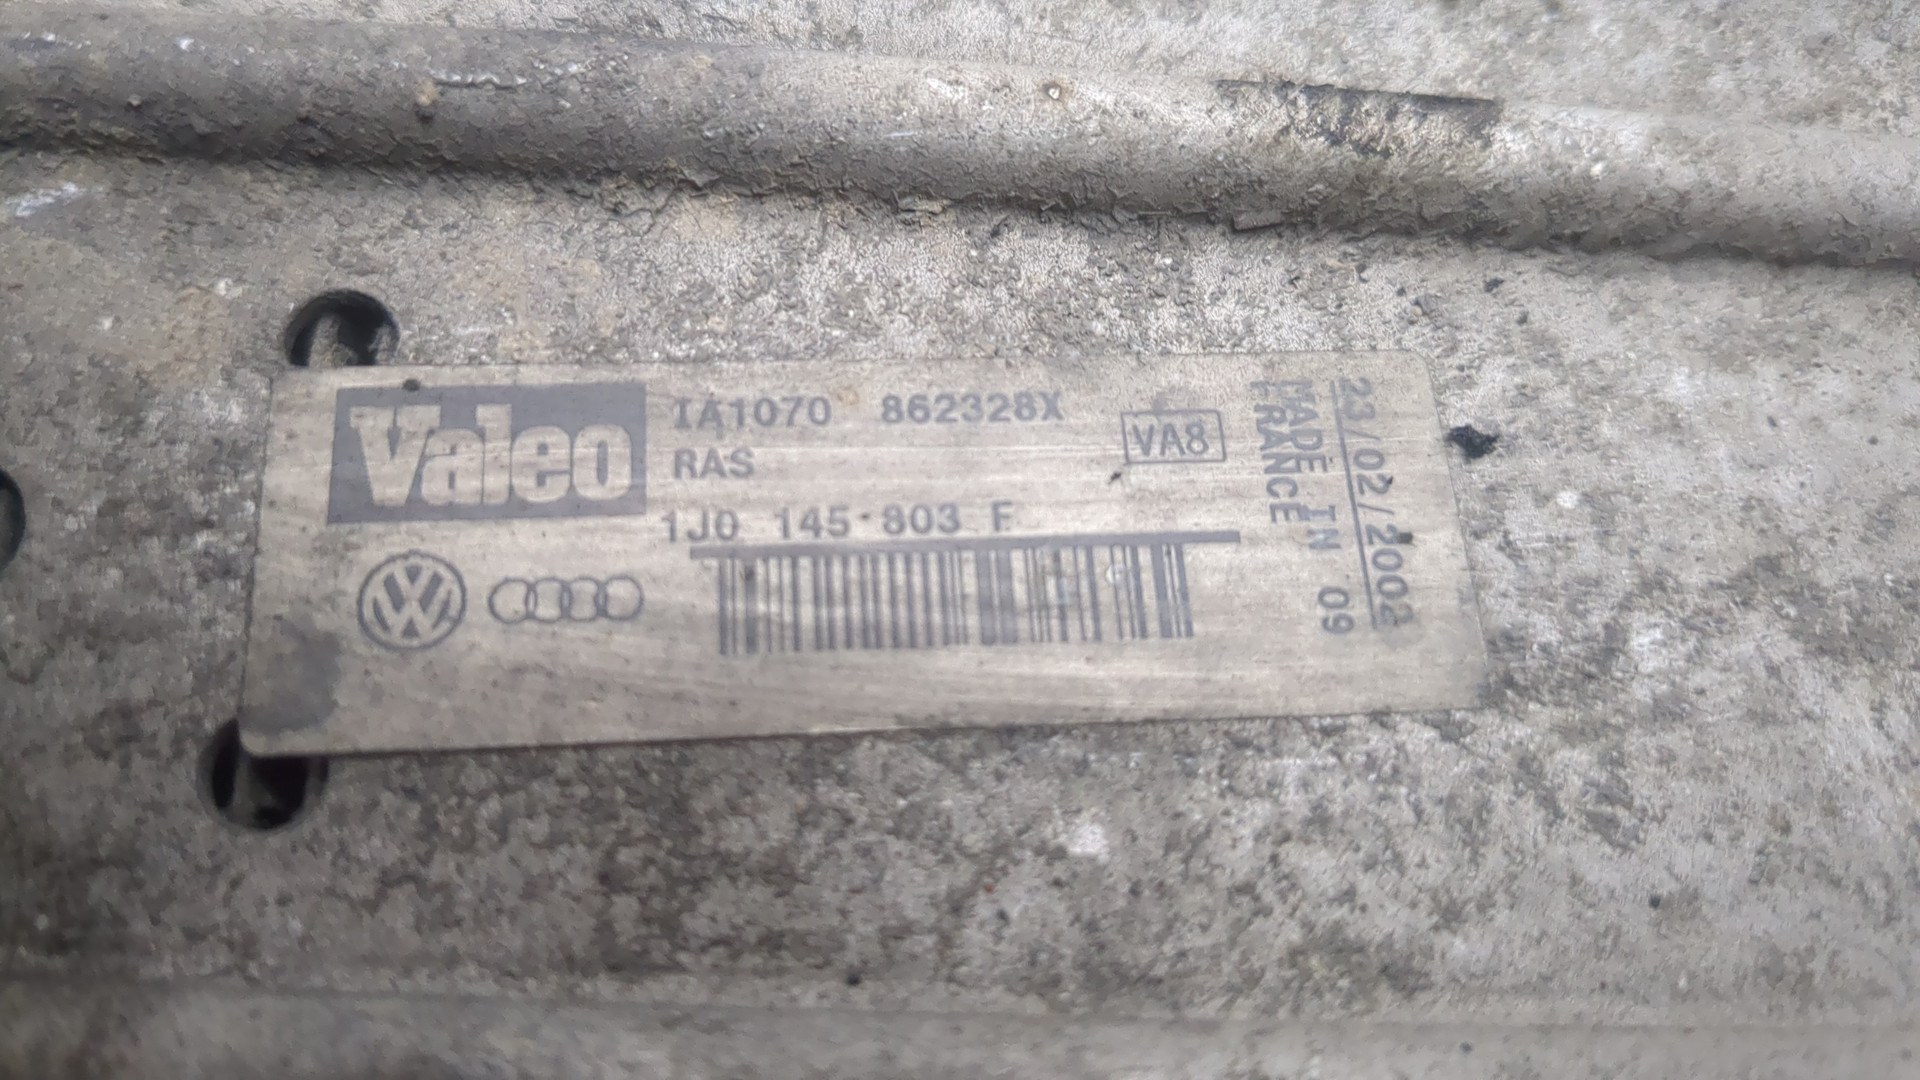 Valeo
IA1070 862328X
RAS
VA8
1J0 145 803 F
23/02/2002
MADE IN 09
FRANCE